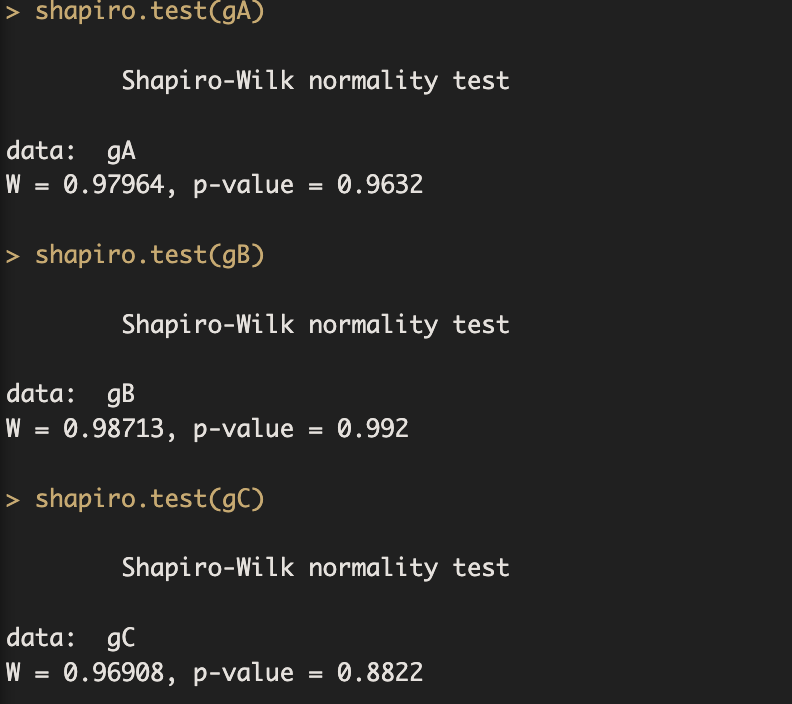 > shapiro.test(gA)
Shapiro-Wilk normality test
data:  gA
W = 0.97964, p-value = 0.9632
> shapiro.test(gB)
Shapiro-Wilk normality test
data:  gB
W = 0.98713, p-value = 0.992
> shapiro.test(gC)
Shapiro-Wilk normality test
data:  gC
W = 0.96908, p-value = 0.8822